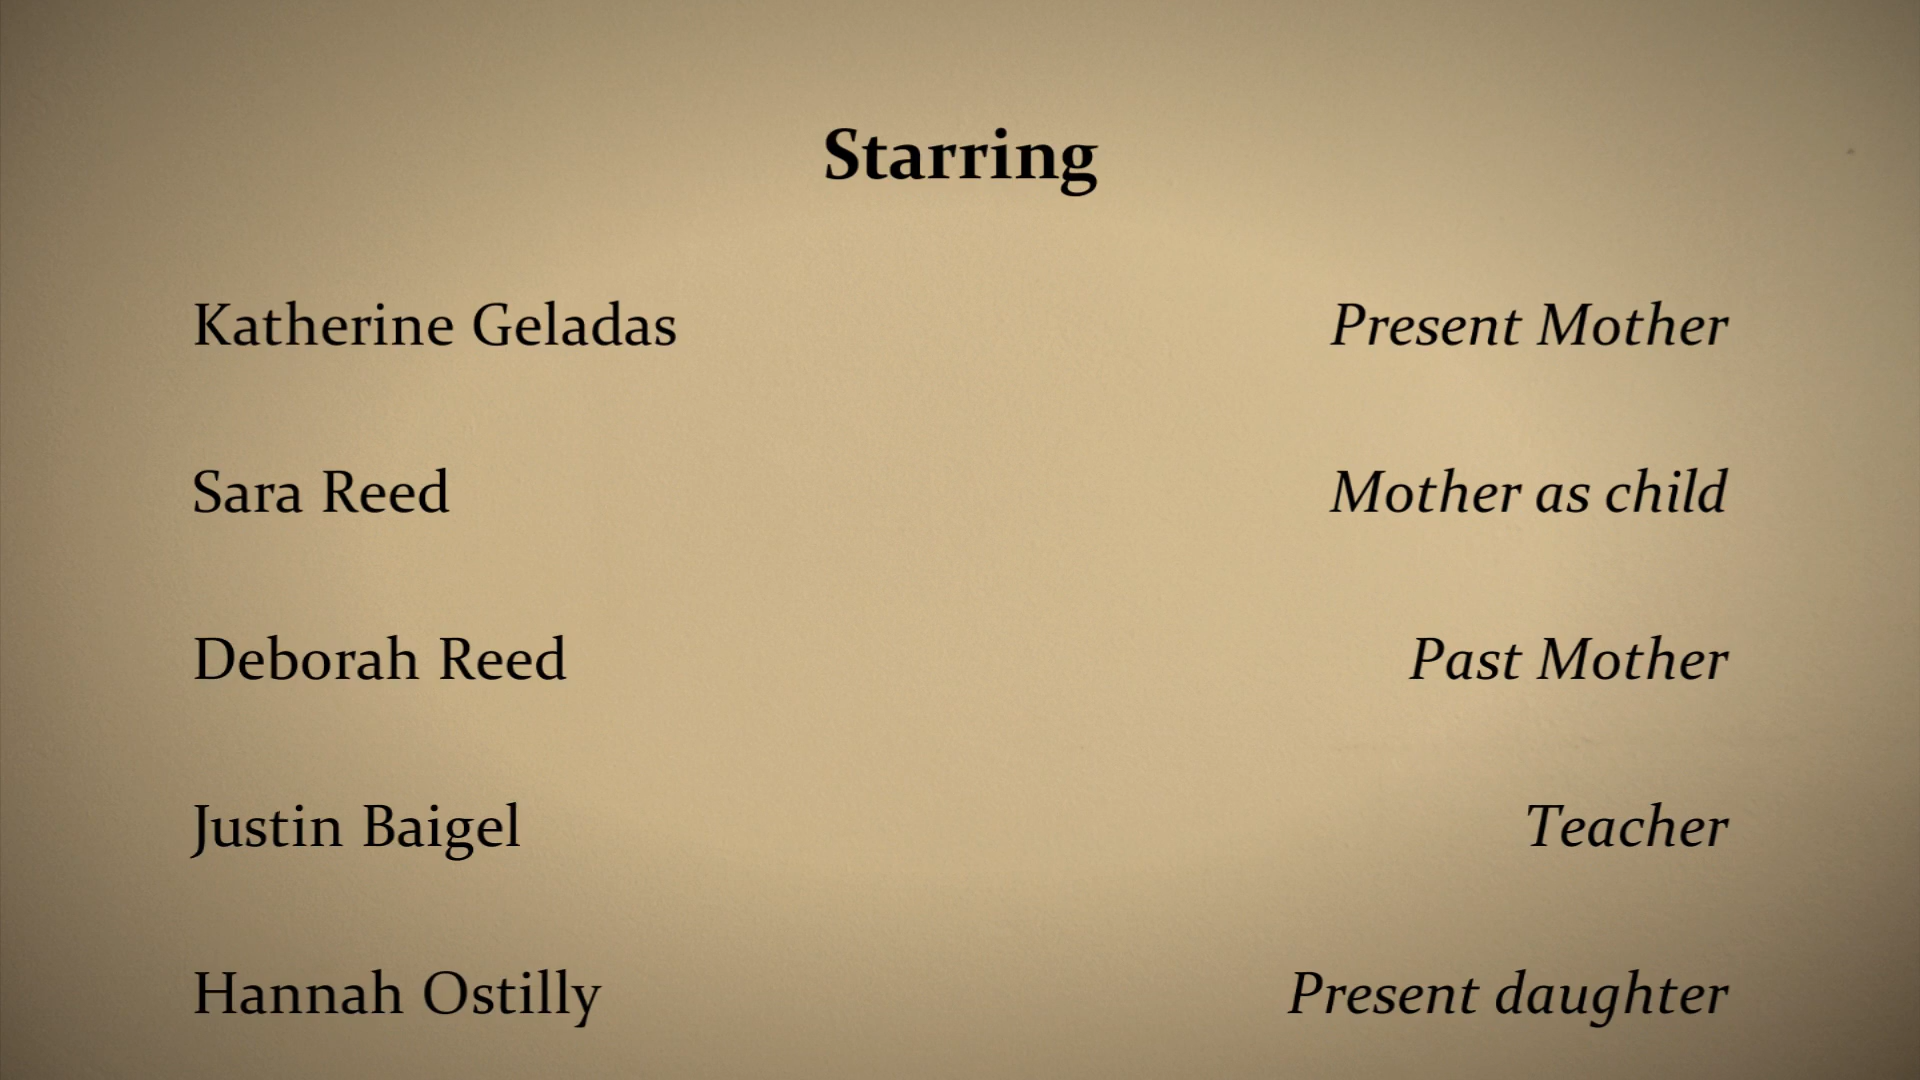 Starring
Katherine Geladas Present Mother
Sara Reed Mother as child
Deborah Reed Past Mother
Justin Baigel Teacher
Hannah Ostilly Present daughter